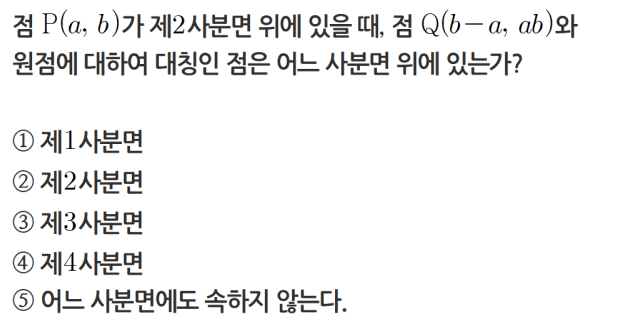 점 P(a, b)가 제2사분면 위에 있을 때, 점 Q(b−a, ab)와
원점에 대하여 대칭인 점은 어느 사분면 위에 있는가?
① 제1사분면
② 제2사분면
③ 제3사분면
④ 제4사분면
⑤ 어느 사분면에도 속하지 않는다.